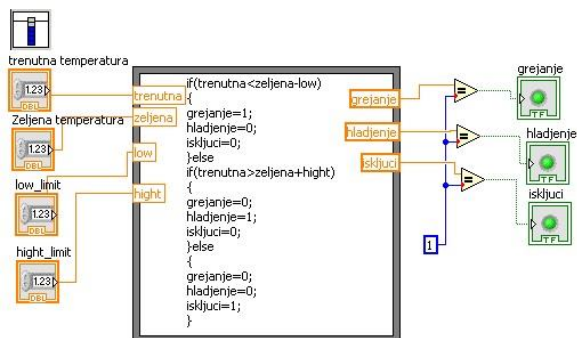 trenutna temperatura
1.23
DBL
Zeljena temperatura
1.23
DBL
low_limit
1.23
DBL
hight_limit
1.23
DBL
trenutna
zeljena
low
hight
if(trenutna<zeljena-low)
{
grejanje=1;
hladjenje=0;
iskljuci=0;
}else
if(trenutna>zeljena+hight)
{
grejanje=0;
hladjenje=1;
iskljuci=0;
}else
{
grejanje=0;
hladjenje=0;
iskljuci=1;
}
grejanje
hladjenje
iskljuci
=
=
=
1
grejanje
TF
hladjenje
TF
iskljuci
TF